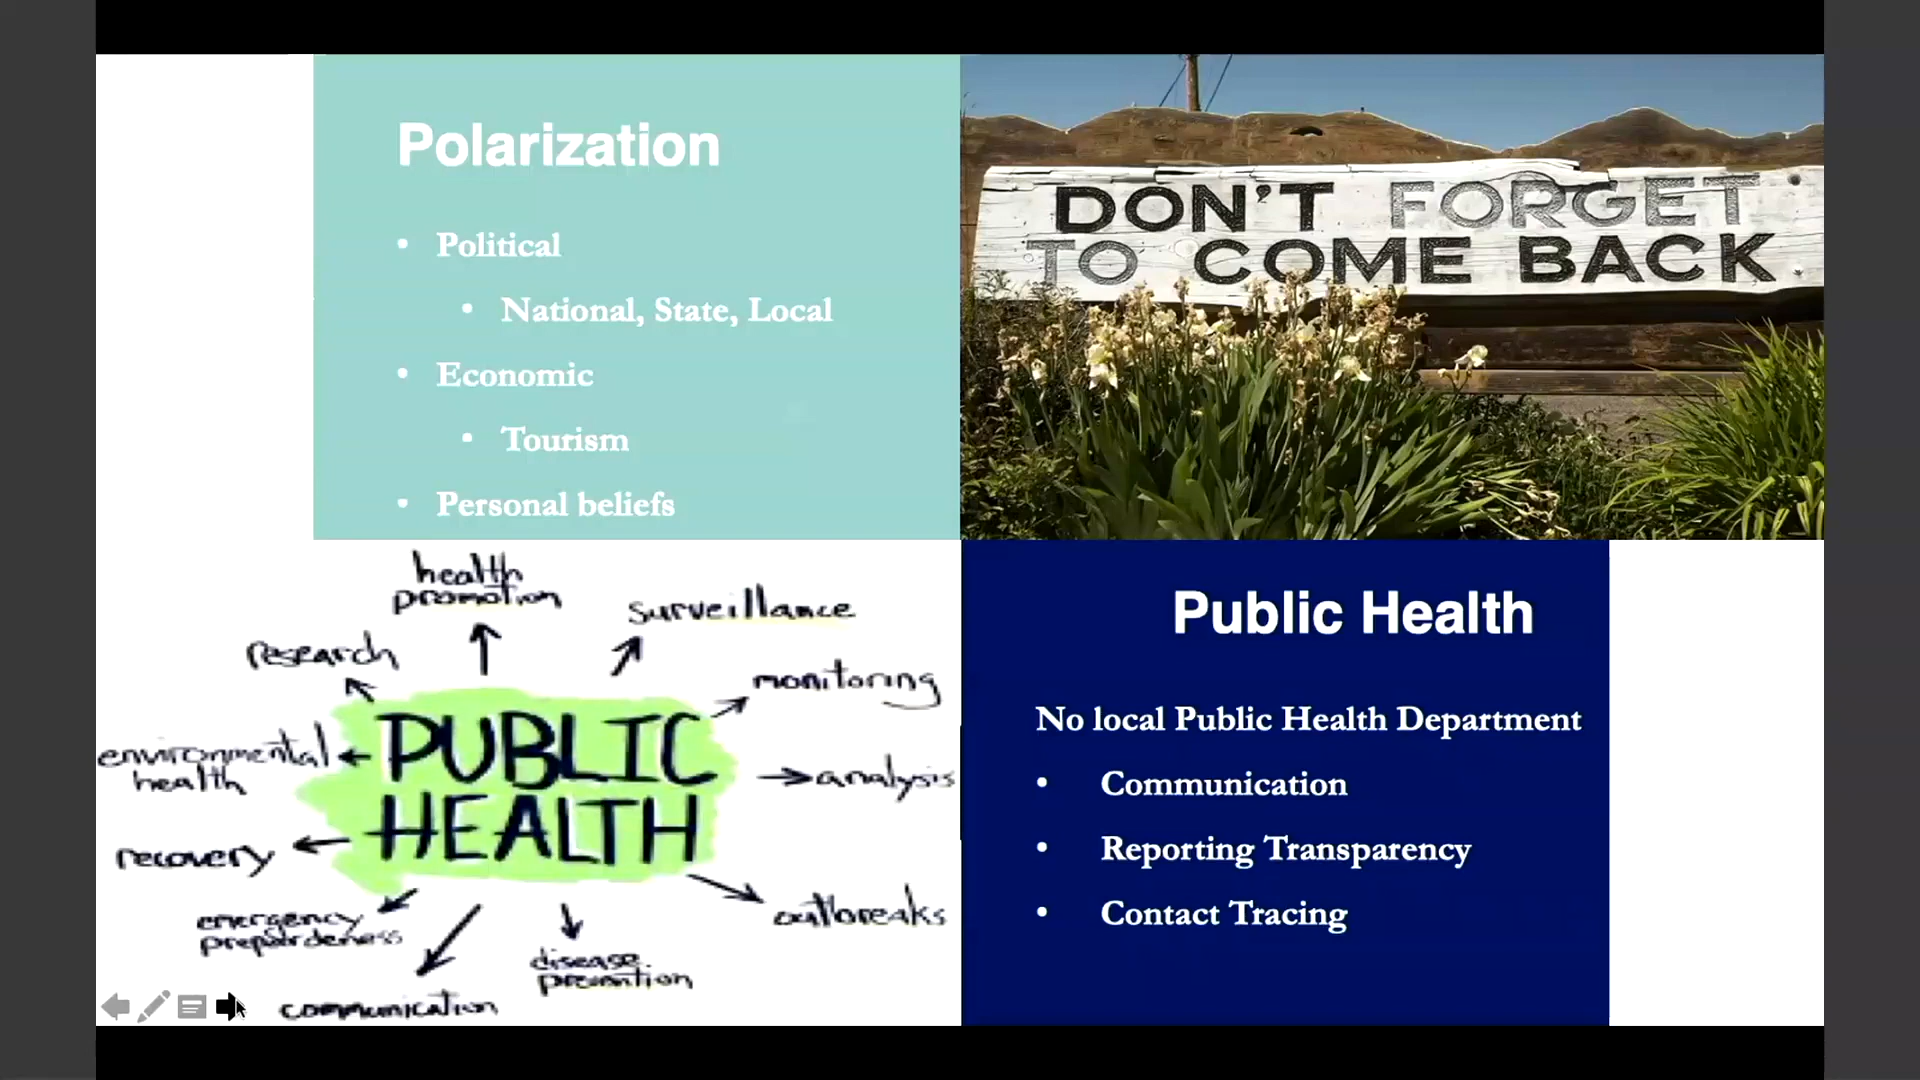 Polarization
• Political
• National, State, Local
• Economic
• Tourism
• Personal beliefs
DON'T FORGET
TO COME BACK
health
promotion
surveillance
research
monitoring
environmental
health
PUBLIC
HEALTH
analysis
recovery
outbreaks
emergency
prepardeness
disease
prevention
communication
Public Health
No local Public Health Department
• Communication
• Reporting Transparency
• Contact Tracing